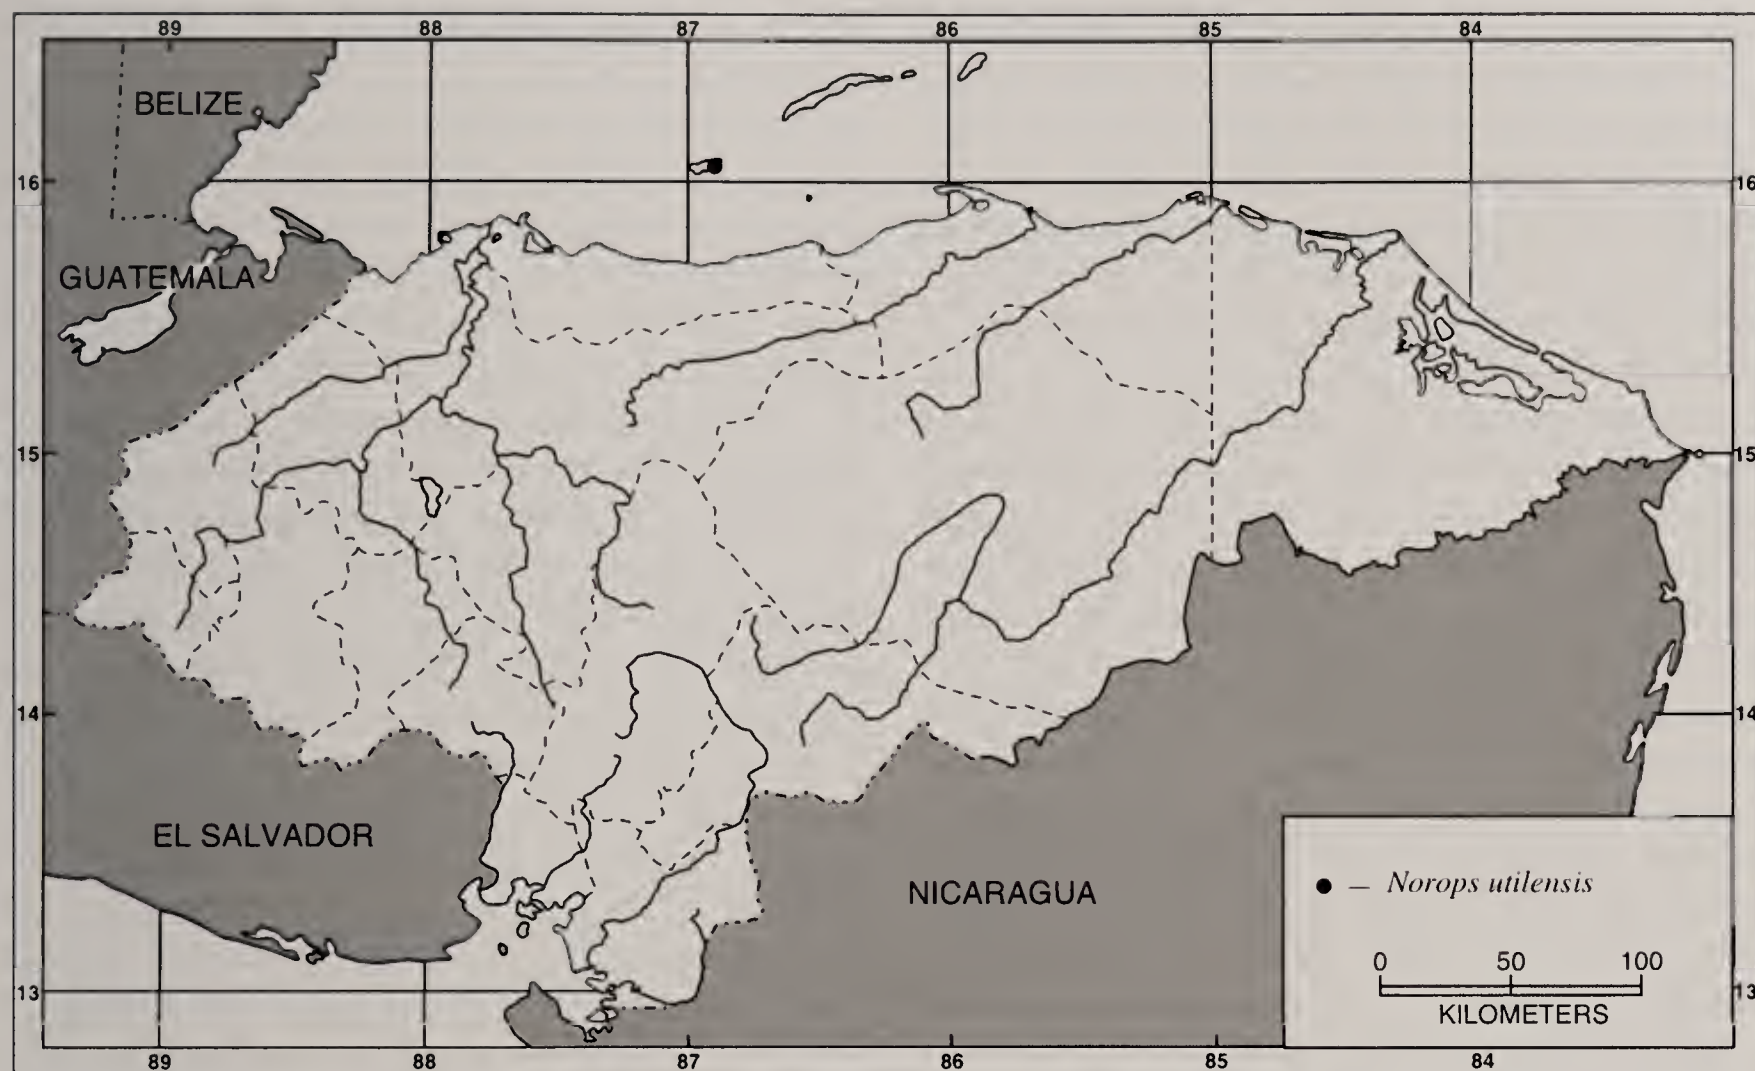 89 88 87 86 85 84
BELIZE
16 16
GUATEMALA
15 15
14 14
EL SALVADOR
NICARAGUA
● – Norops utilensis
0 50 100
KILOMETERS
13 13
89 88 87 86 85 84